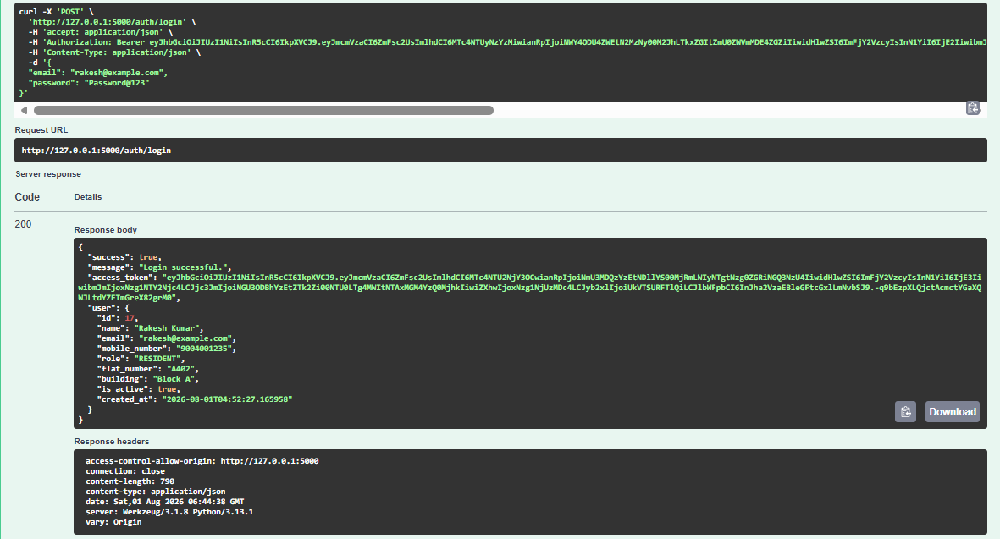 curl -X 'POST' \
'http://127.0.0.1:5000/auth/login' \
-H 'accept: application/json' \
-H 'Authorization: Bearer
-H 'Content-Type: application/json' \
-d '{
"email": "rakesh@example.com",
"password": "Password@123"
}'
Request URL
http://127.0.0.1:5000/auth/login
Server response
Code Details
200
Response body
{
"success": true,
"message": "Login successful.",
"access_token":
"user": {
"id": 17,
"name": "Rakesh Kumar",
"email": "rakesh@example.com",
"mobile_number": "9004001235",
"role": "RESIDENT",
"flat_number": "A402",
"building": "Block A",
"is_active": true,
"created_at": "2026-08-01T04:52:27.165958"
}
}
Download
Response headers
access-control-allow-origin: http://127.0.0.1:5000
connection: close
content-length: 790
content-type: application/json
date: Sat,01 Aug 2026 06:44:38 GMT
server: Werkzeug/3.1.8 Python/3.13.1
vary: Origin